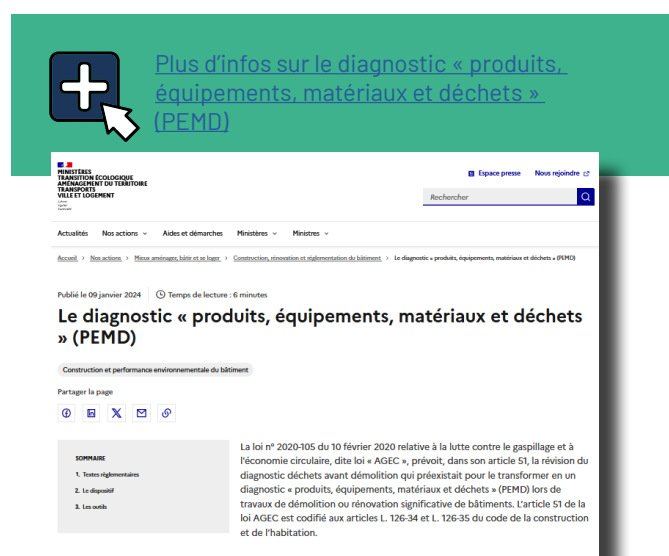 Plus d'infos sur le diagnostic « produits,
équipements, matériaux et déchets »
(PEMD)
MINISTÈRES
TRANSITION ÉCOLOGIQUE
AMÉNAGEMENT DU TERRITOIRE
TRANSPORTS
VILLE ET LOGEMENT
Espace presse Nous rejoindre
Rechercher
Actualités Nos actions Aides et démarches Ministères Ministres
Accueil > Nos actions > Mieux aménager, bâtir et se loger > Construction, rénovation et réglementation du bâtiment > Le diagnostic « produits, équipements, matériaux et déchets » (PEMD)
Publié le 09 janvier 2024 Temps de lecture : 6 minutes
Le diagnostic « produits, équipements, matériaux et déchets
» (PEMD)
Construction et performance environnementale du bâtiment
Partager la page
SOMMAIRE
1. Textes réglementaires
2. Le dispositif
3. Les outils
La loi n° 2020-105 du 10 février 2020 relative à la lutte contre le gaspillage et à
l'économie circulaire, dite loi « AGEC », prévoit, dans son article 51, la révision du
diagnostic déchets avant démolition qui préexistait pour le transformer en un
diagnostic « produits, équipements, matériaux et déchets » (PEMD) lors de
travaux de démolition ou rénovation significative de bâtiments. L'article 51 de la
loi AGEC est codifié aux articles L. 126-34 et L. 126-35 du code de la construction
et de l'habitation.